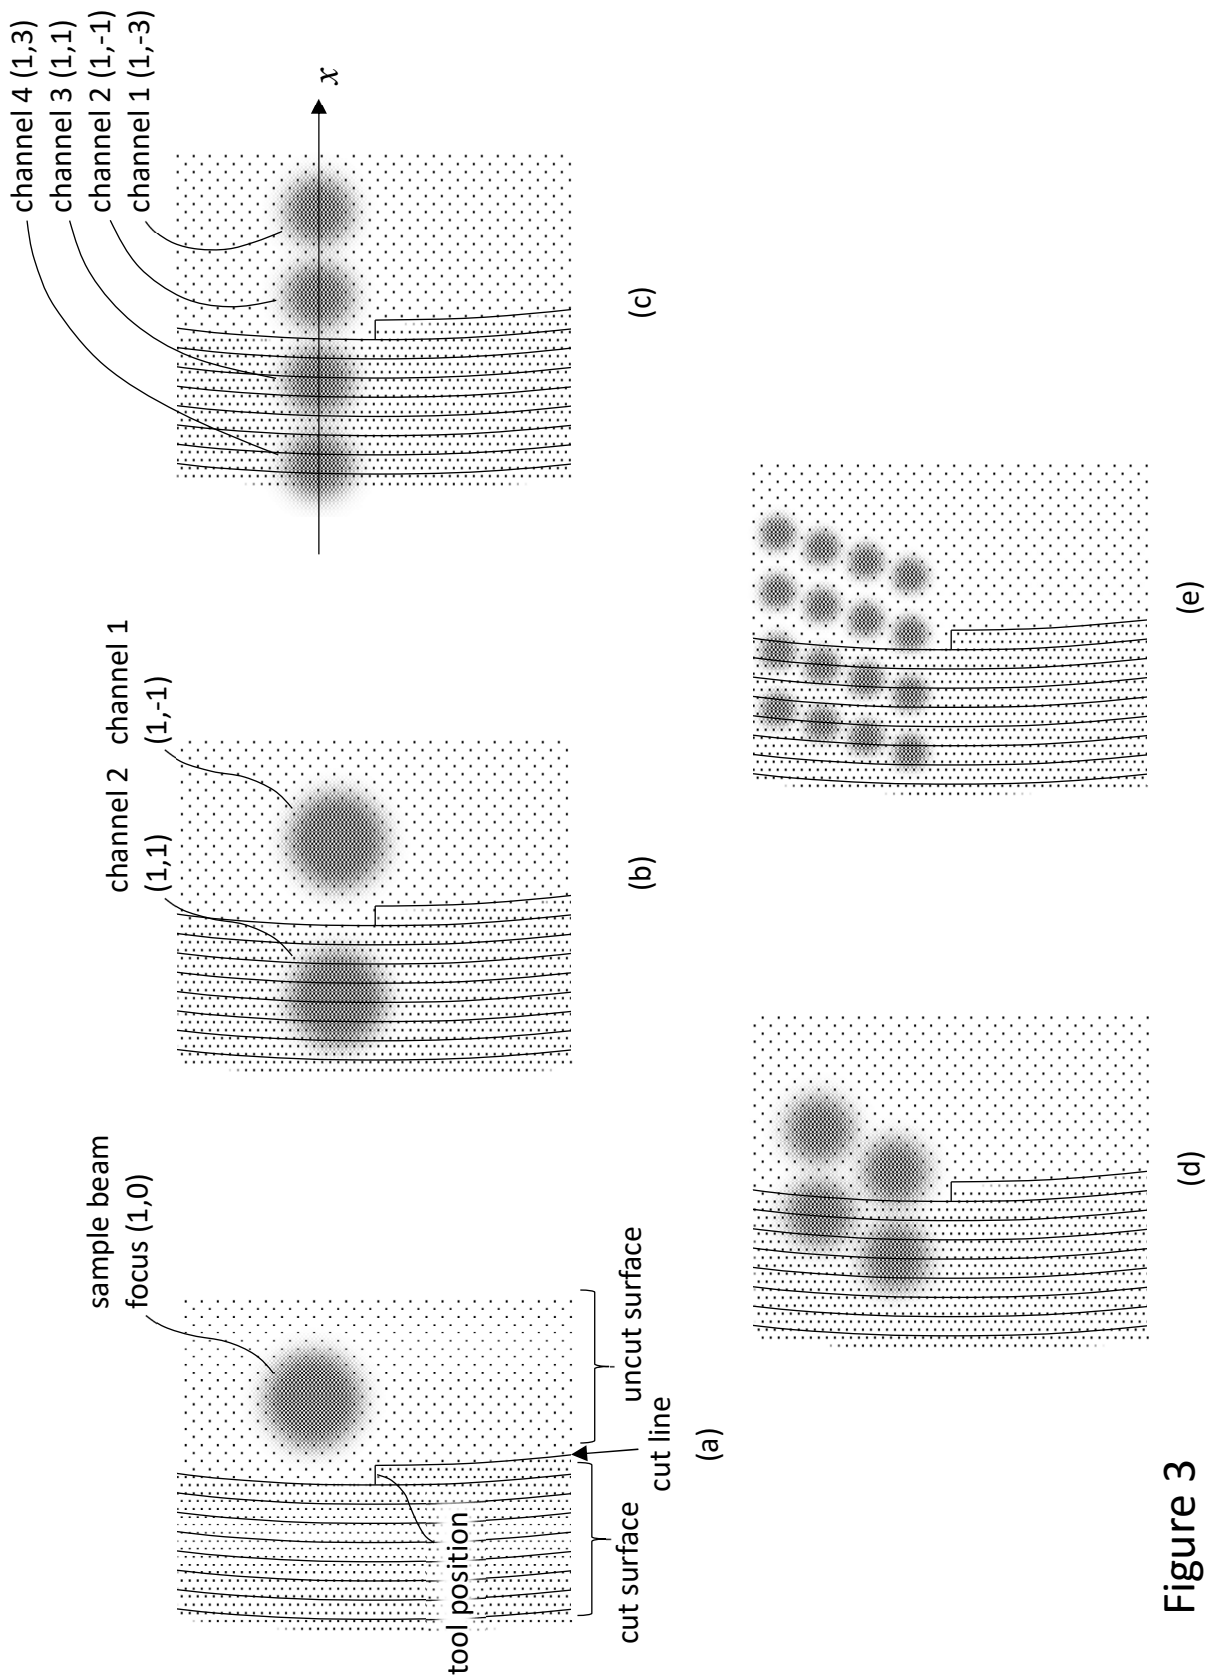 sample beam
focus (1,0)
tool position
cut surface
cut line
uncut surface
(a)
channel 2
(1,1)
channel 1
(1,-1)
(b)
channel 4 (1,3)
channel 3 (1,1)
channel 2 (1,-1)
channel 1 (1,-3)
x
(c)
(d)
(e)
Figure 3